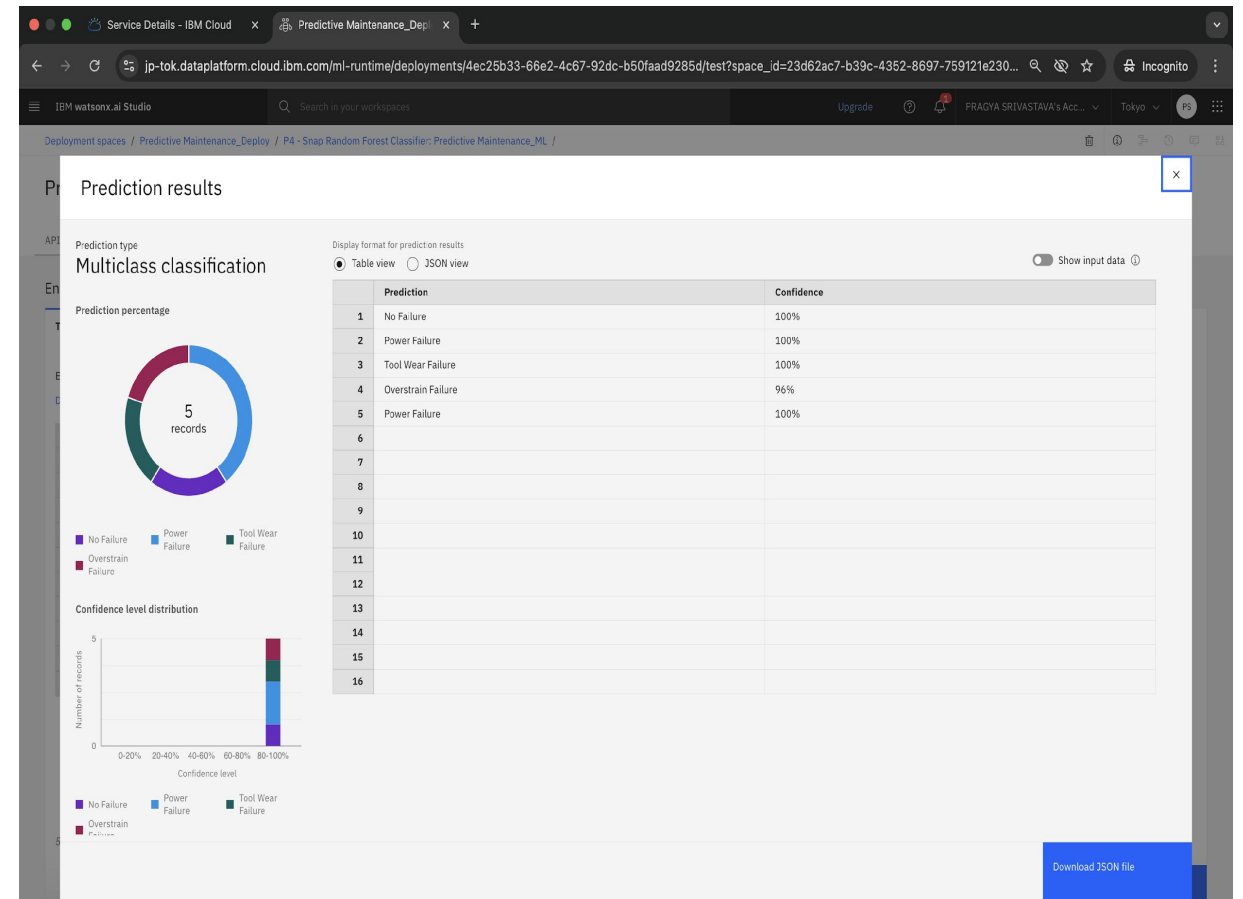 Service Details - IBM Cloud
Predictive Maintenance_Depl
jp-tok.dataplatform.cloud.ibm.com/ml-runtime/deployments/4ec25b33-66e2-4c67-92dc-b50faad9285d/test?space_id=23d62ac7-b39c-4352-8697-759121e230...
Incognito
IBM watsonx.ai Studio
Search in your workspaces
Upgrade
1
PRAGYA SRIVASTAVA's Acc...
Tokyo
PS
Deployment spaces / Predictive Maintenance_Deploy / P4 - Snap Random Forest Classifier: Predictive Maintenance_ML /
Pr
Prediction results
X
API
Prediction type
Multiclass classification
Display format for prediction results
Table view
JSON view
Show input data
En
Prediction percentage
5
records
No Failure
Power Failure
Tool Wear Failure
Overstrain Failure
Prediction Confidence
1 No Failure 100%
2 Power Failure 100%
3 Tool Wear Failure 100%
4 Overstrain Failure 96%
5 Power Failure 100%
6
7
8
9
10
11
12
13
14
15
16
Confidence level distribution
5
Number of records
0
0-20% 20-40% 40-60% 60-80% 80-100%
Confidence level
No Failure
Power Failure
Tool Wear Failure
Overstrain
Download JSON file